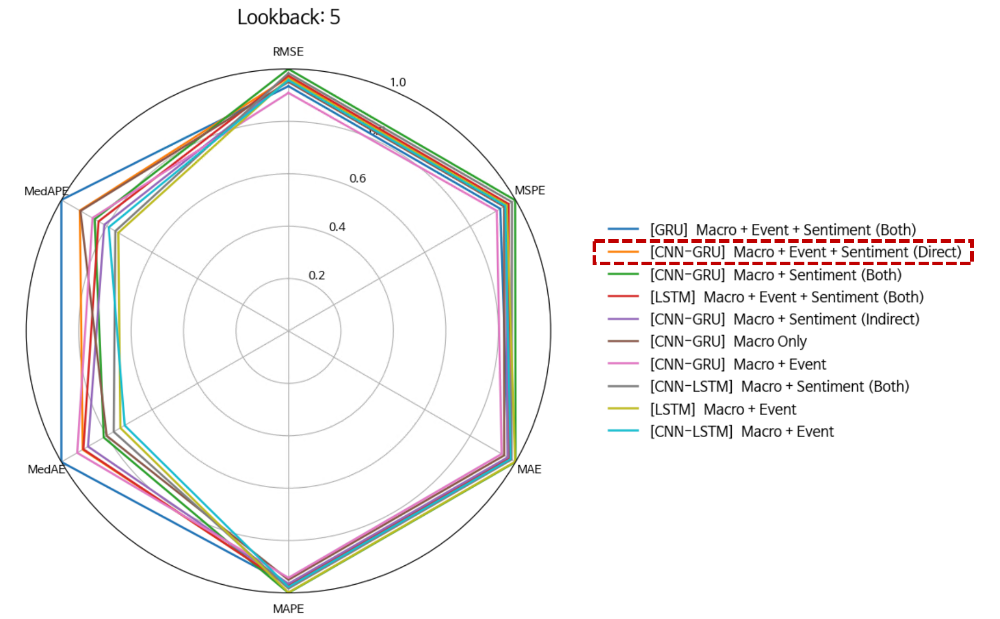 Lookback: 5
RMSE
1.0
MSPE
MedAPE
0.6
0.4
0.2
MedAE
MAE
MAPE
[GRU] Macro + Event + Sentiment (Both)
[CNN-GRU] Macro + Event + Sentiment (Direct)
[CNN-GRU] Macro + Sentiment (Both)
[LSTM] Macro + Event + Sentiment (Both)
[CNN-GRU] Macro + Sentiment (Indirect)
[CNN-GRU] Macro Only
[CNN-GRU] Macro + Event
[CNN-LSTM] Macro + Sentiment (Both)
[LSTM] Macro + Event
[CNN-LSTM] Macro + Event